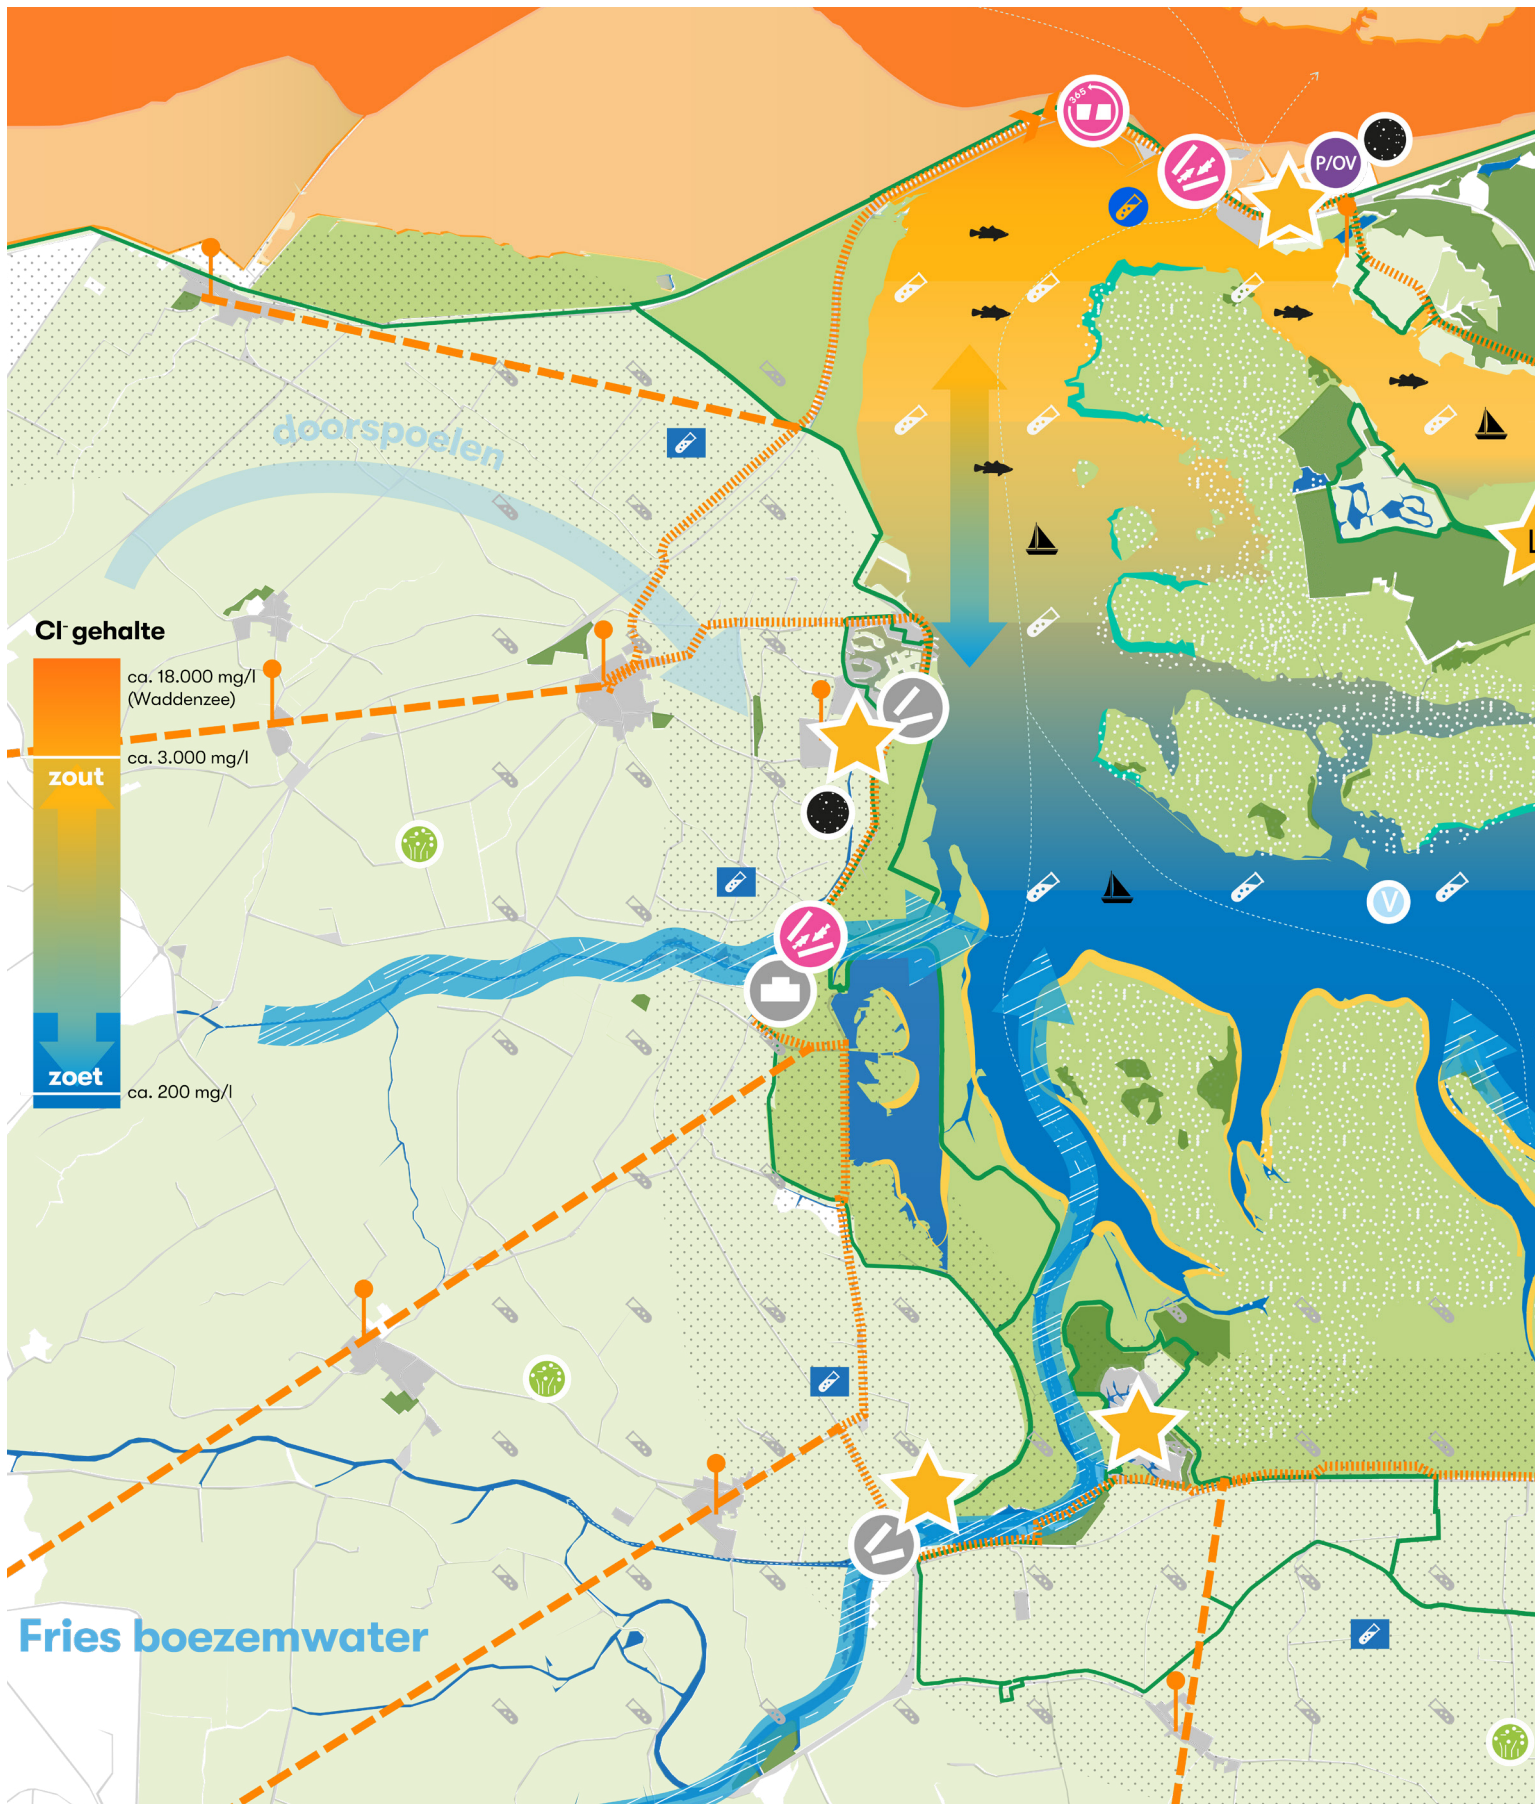 365
P/OV
doorspoelen
L
Cl⁻ gehalte
ca. 18.000 mg/l
(Waddenzee)
ca. 3.000 mg/l
zout
V
zoet
ca. 200 mg/l
Fries boezemwater